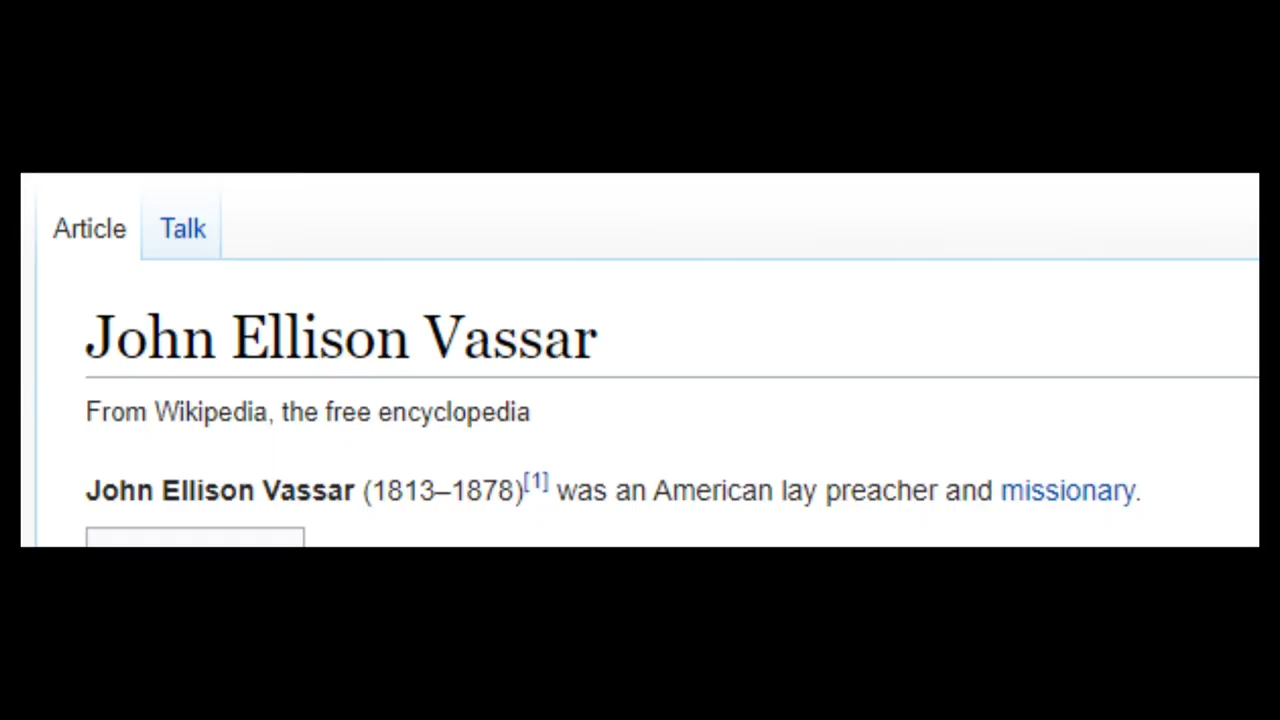 Article Talk
John Ellison Vassar
From Wikipedia, the free encyclopedia
John Ellison Vassar (1813–1878)[1] was an American lay preacher and missionary.